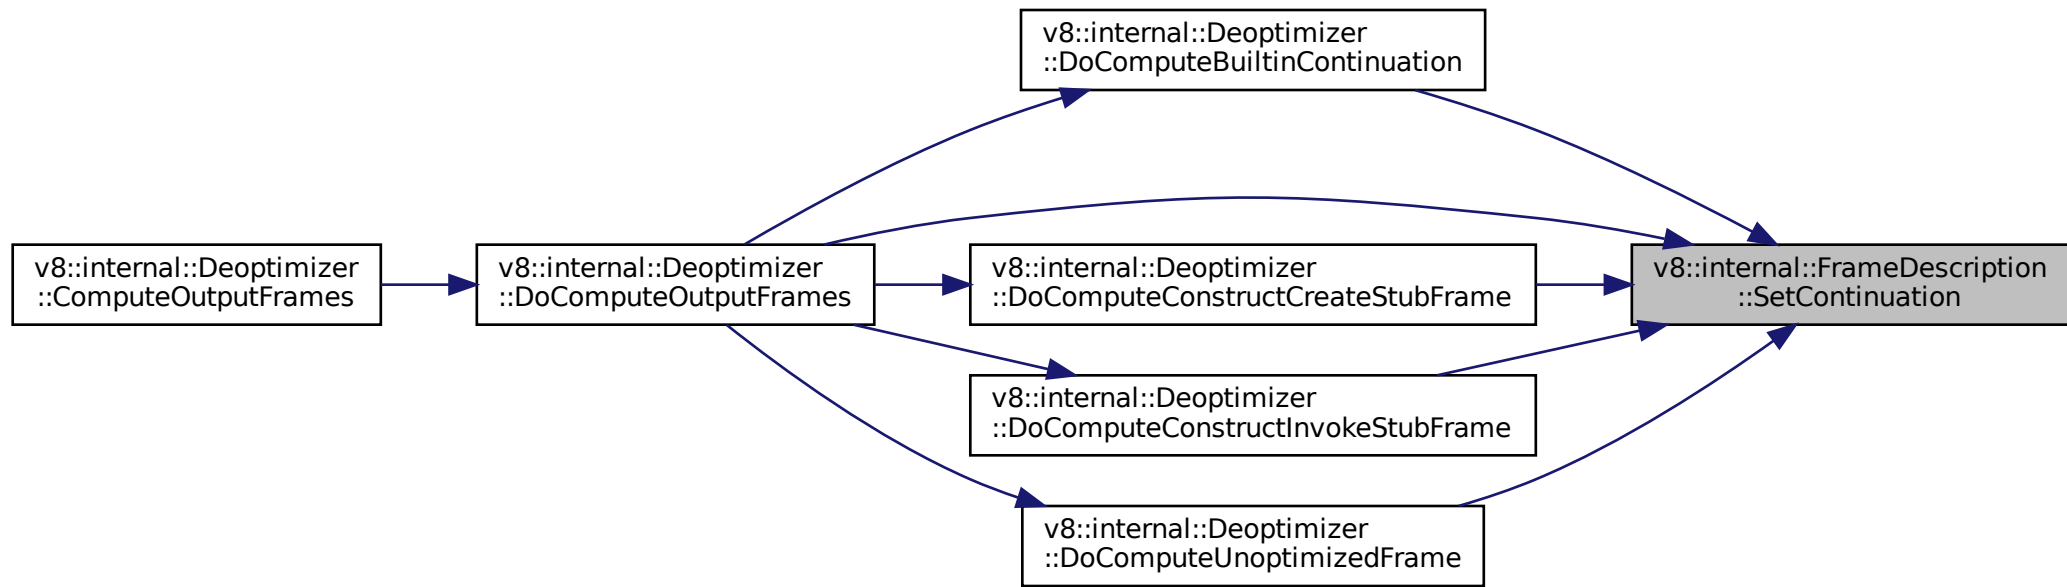 v8::internal::Deoptimizer
::DoComputeBuiltinContinuation
v8::internal::Deoptimizer
::ComputeOutputFrames
v8::internal::Deoptimizer
::DoComputeOutputFrames
v8::internal::Deoptimizer
::DoComputeConstructCreateStubFrame
v8::internal::FrameDescription
::SetContinuation
v8::internal::Deoptimizer
::DoComputeConstructInvokeStubFrame
v8::internal::Deoptimizer
::DoComputeUnoptimizedFrame